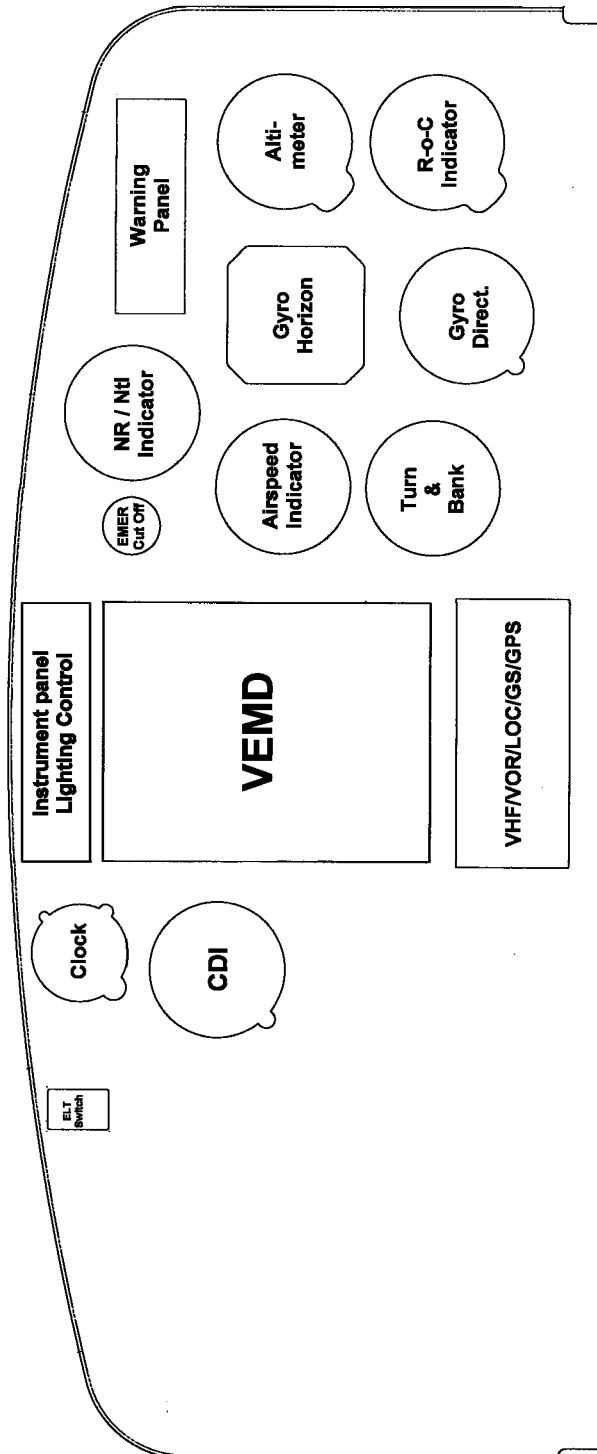 ELT
Switch
Clock
CDI
Instrument panel
Lighting Control
VEMD
VHF/VOR/LOC/GS/GPS
EMER
Cut Off
NR / Ntl
Indicator
Warning
Panel
Airspeed
Indicator
Gyro
Horizon
Alti-
meter
Turn
&
Bank
Gyro
Direct.
R-o-C
Indicator